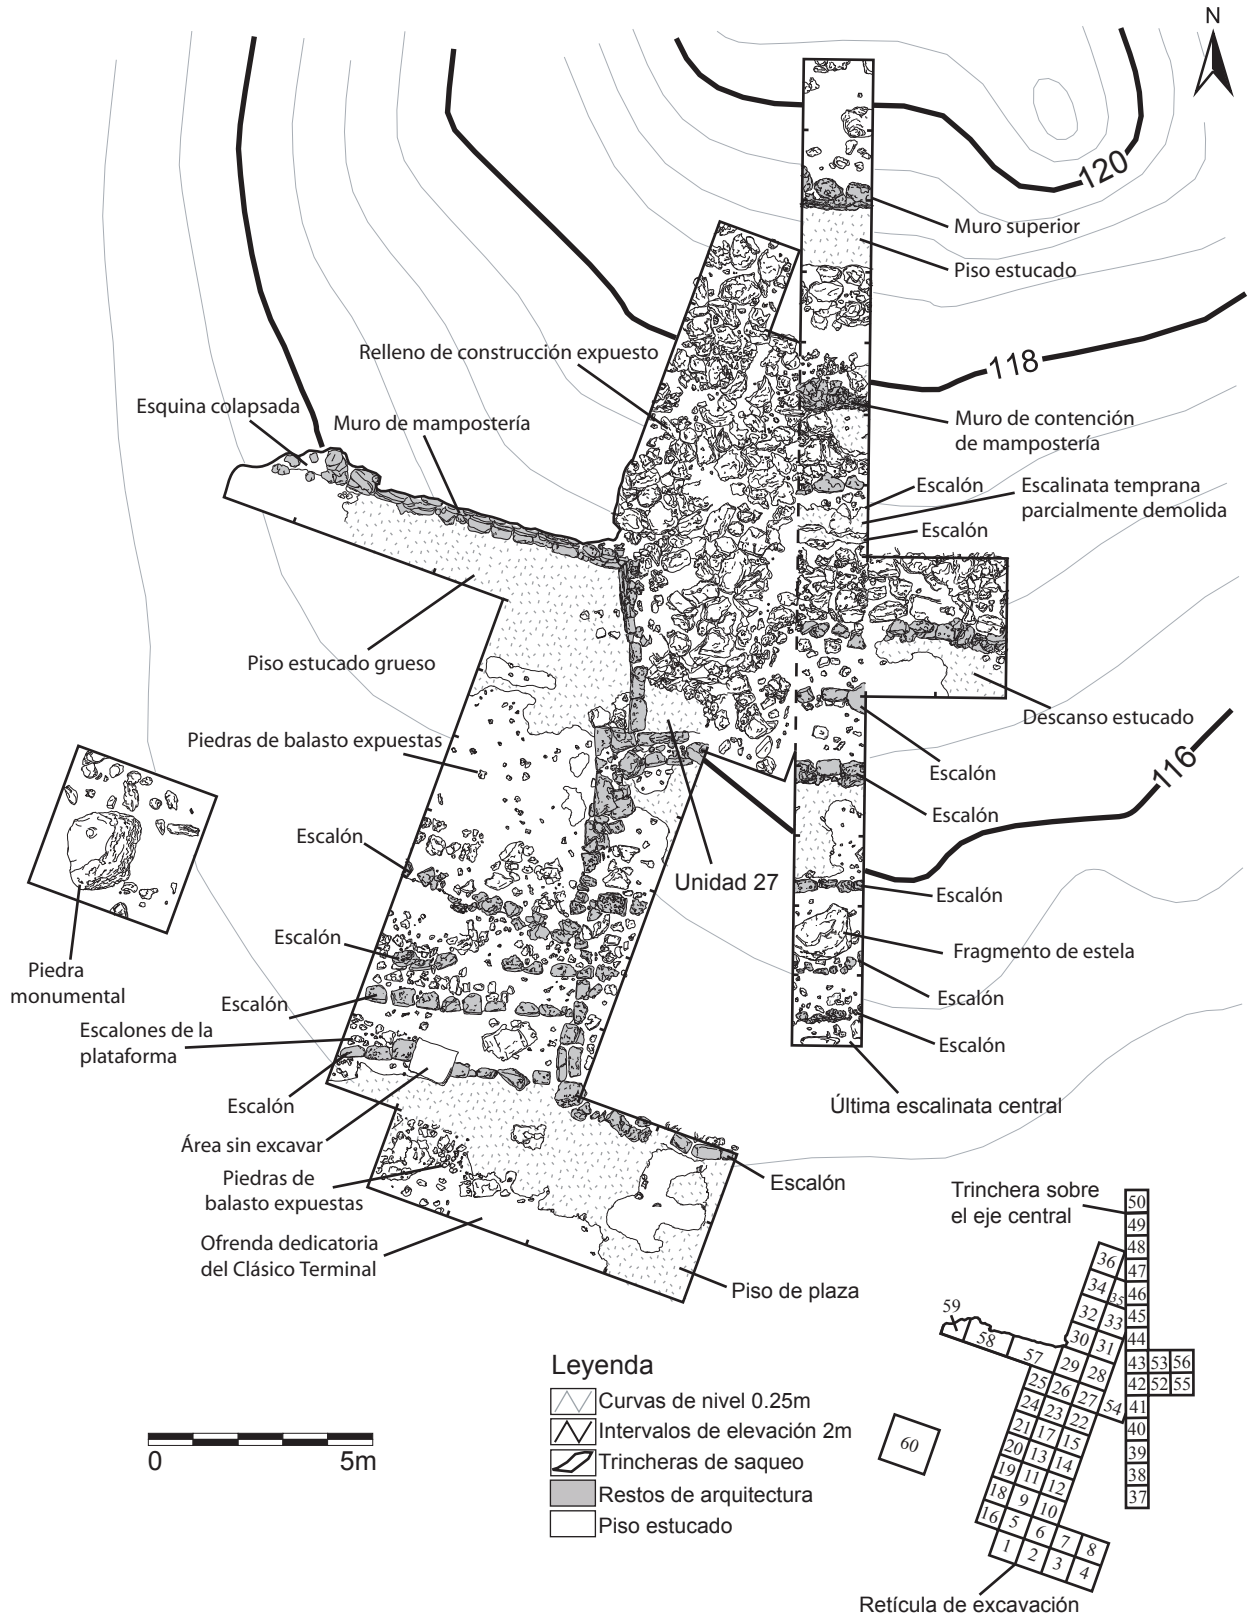 N
120
Muro superior
Piso estucado
118
Relleno de construcción expuesto
Esquina colapsada
Muro de mampostería
Muro de contención
de mampostería
Escalón
Escalinata temprana
parcialmente demolida
Escalón
Piso estucado grueso
Descanso estucado
Piedras de balasto expuestas
Escalón
116
Escalón
Escalón
Unidad 27
Escalón
Escalón
Fragmento de estela
Piedra
monumental
Escalón
Escalón
Escalones de la
plataforma
Escalón
Escalón
Última escalinata central
Área sin excavar
Piedras de
balasto expuestas
Escalón
Ofrenda dedicatoria
del Clásico Terminal
Piso de plaza
Trinchera sobre
el eje central
50
49
48
36
47
34
35
46
59
32
33
45
58
30
31
44
57
29
28
43
53
56
25
26
27
54
42
52
55
24
23
22
41
21
17
15
40
60
20
13
14
39
19
11
12
38
18
9
10
37
16
5
6
7
8
1
2
3
4
Retícula de excavación
Leyenda
Curvas de nivel 0.25m
Intervalos de elevación 2m
Trincheras de saqueo
Restos de arquitectura
Piso estucado
0
5m